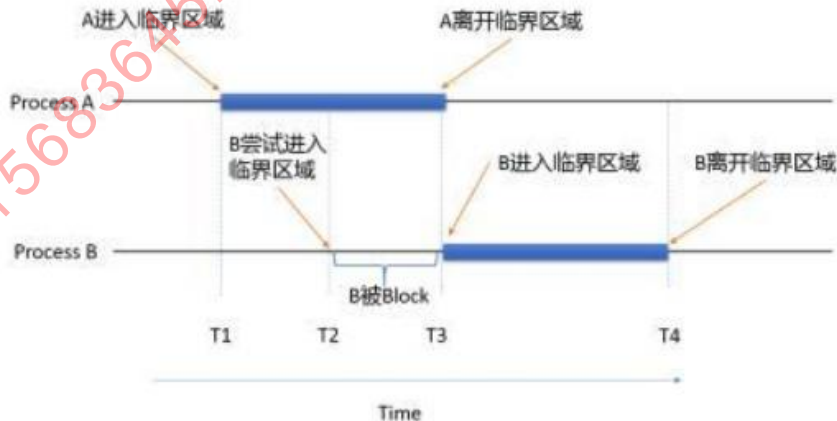 A进入临界区域
A离开临界区域
Process A
B尝试进入
临界区域
B进入临界区域
B离开临界区域
Process B
B被Block
T1
T2
T3
T4
Time